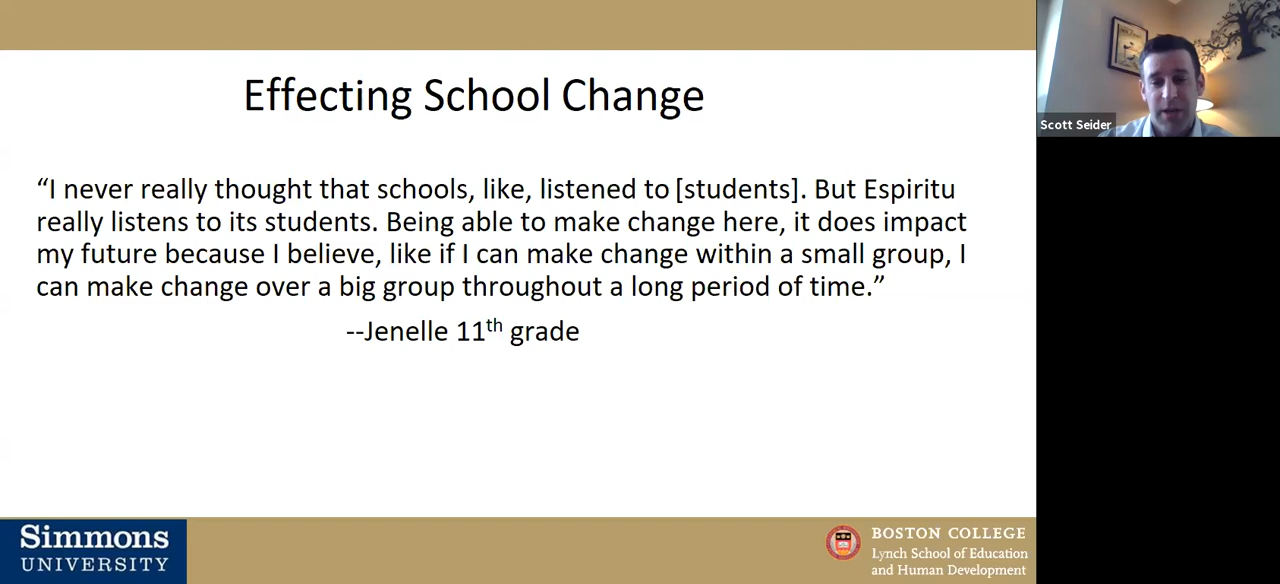 Effecting School Change
“I never really thought that schools, like, listened to [students]. But Espiritu
really listens to its students. Being able to make change here, it does impact
my future because I believe, like if I can make change within a small group, I
can make change over a big group throughout a long period of time.”
--Jenelle 11th grade
Scott Seider
Simmons
UNIVERSITY
BOSTON COLLEGE
Lynch School of Education
and Human Development